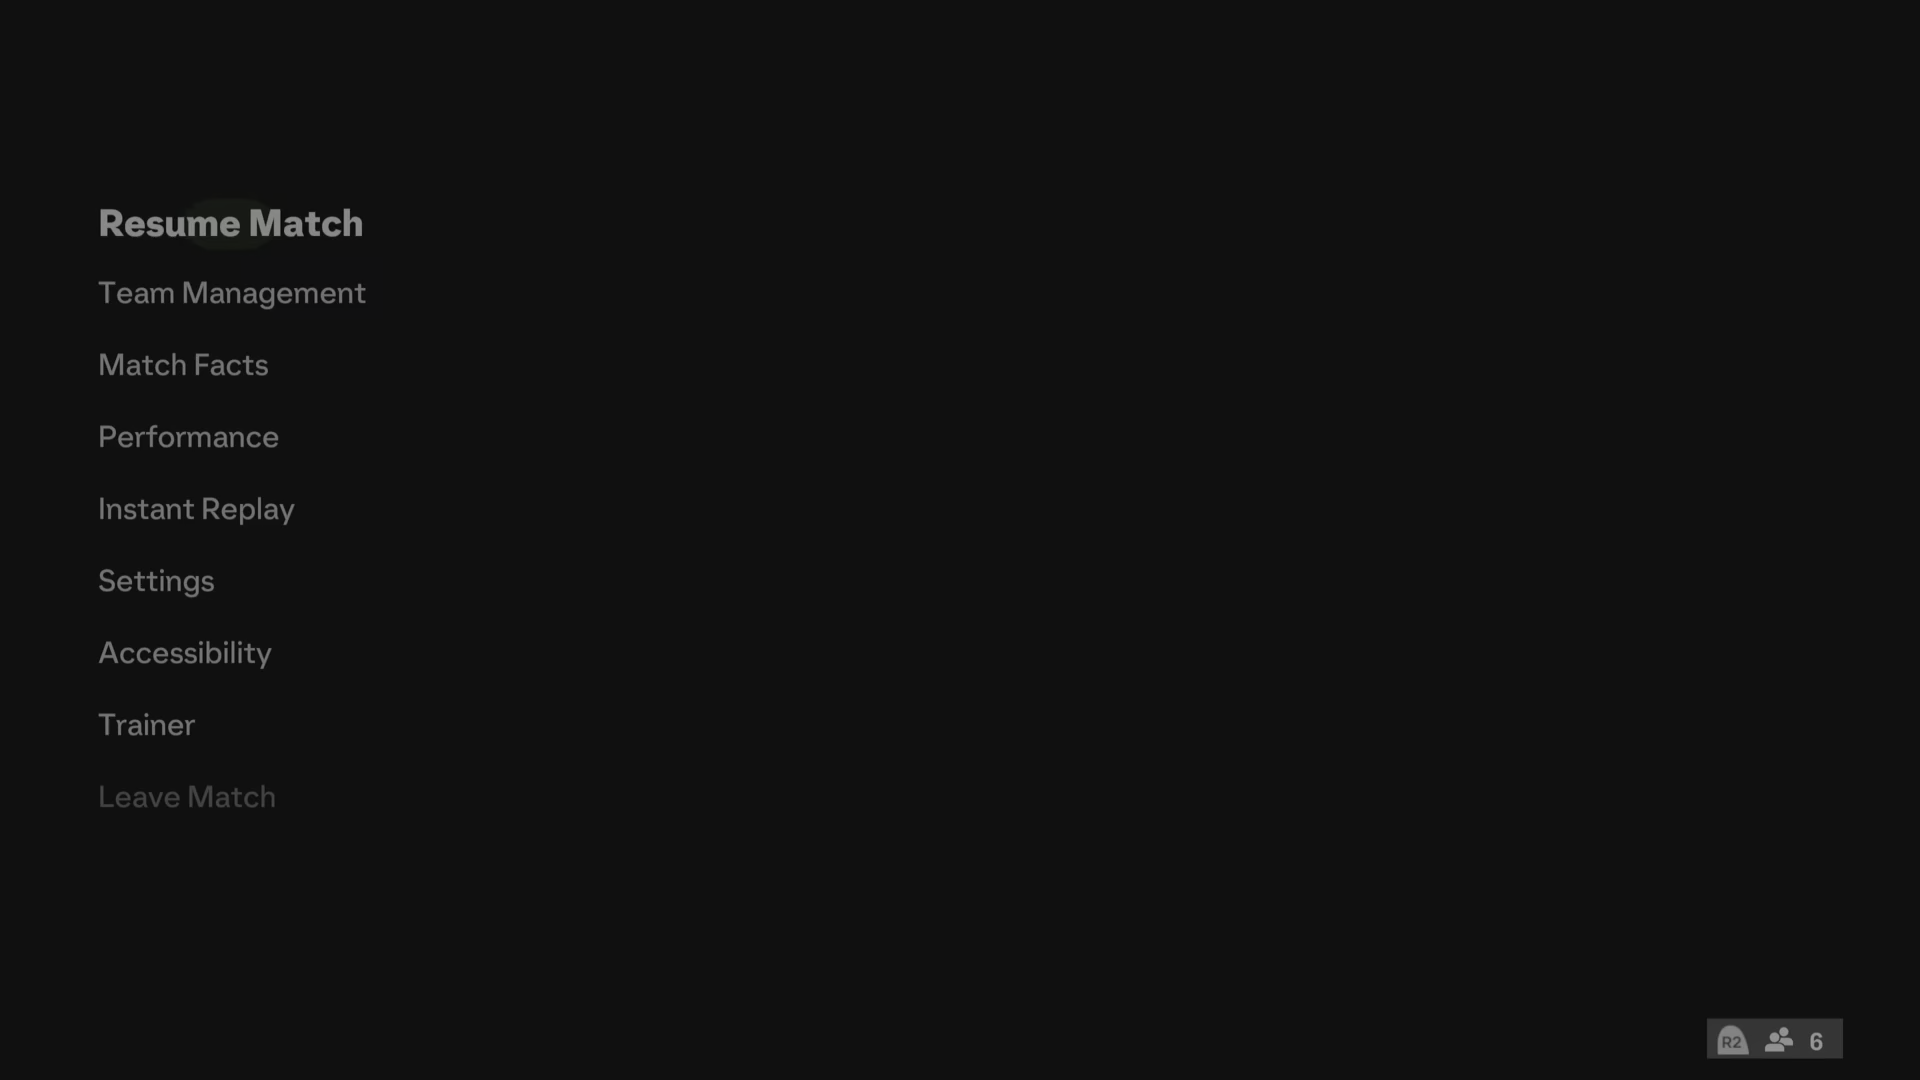 Resume Match
Team Management
Match Facts
Performance
Instant Replay
Settings
Accessibility
Trainer
Leave Match
R2 6